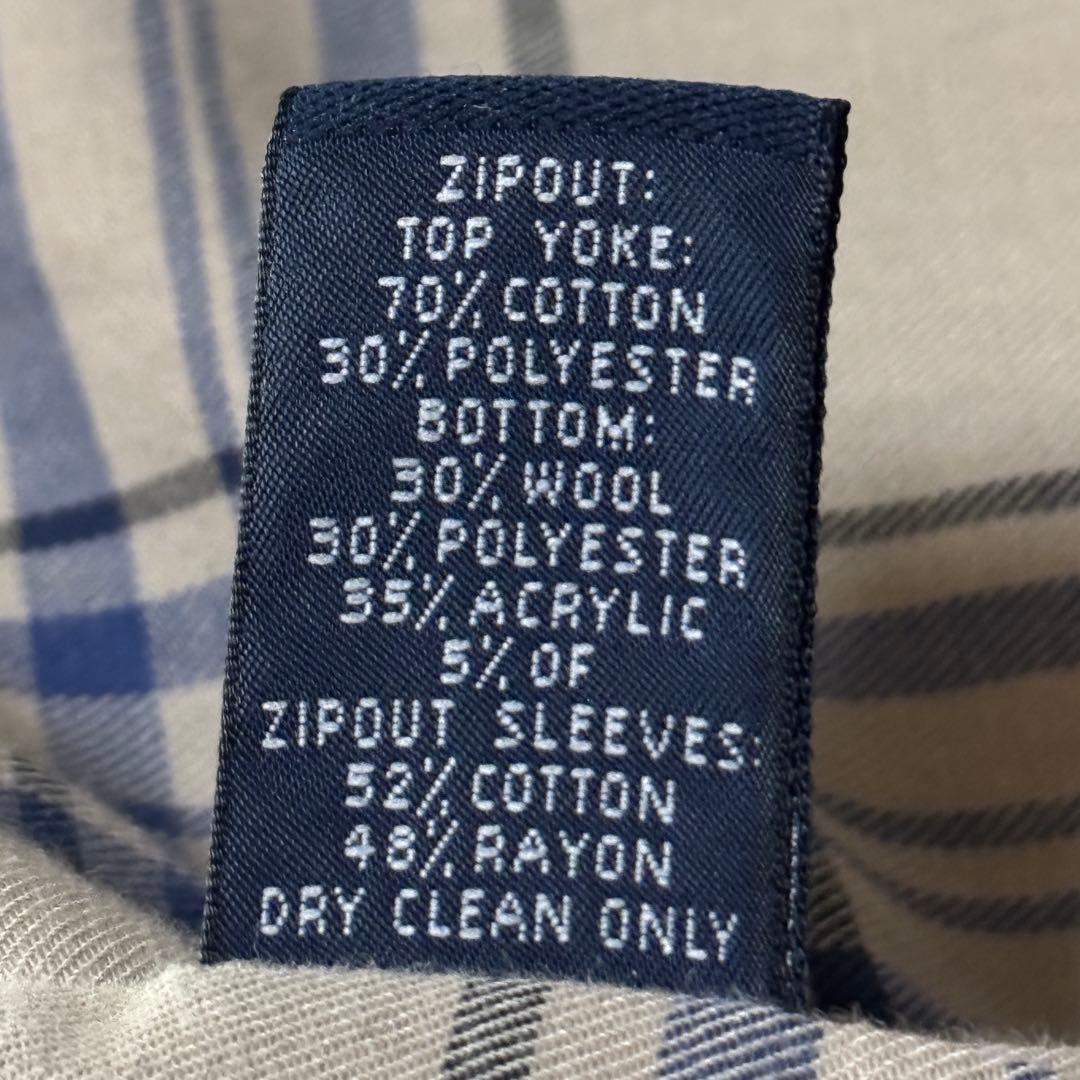 ZIPOUT:
TOP YOKE:
70% COTTON
30% POLYESTER
BOTTOM:
30% WOOL
30% POLYESTER
35% ACRYLIC
5% OF
ZIPOUT SLEEVES:
52% COTTON
48% RAYON
DRY CLEAN ONLY